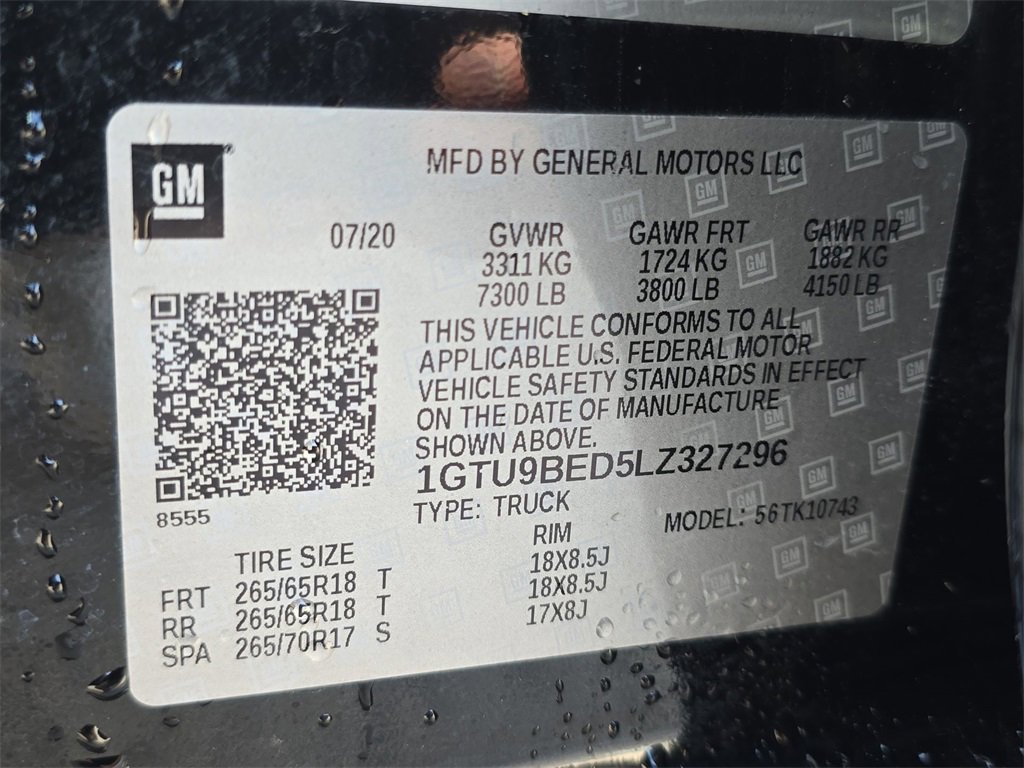 GM
MFD BY GENERAL MOTORS LLC
07/20 GVWR GAWR FRT GAWR RR
3311 KG 1724 KG 1882 KG
7300 LB 3800 LB 4150 LB
THIS VEHICLE CONFORMS TO ALL
APPLICABLE U.S. FEDERAL MOTOR
VEHICLE SAFETY STANDARDS IN EFFECT
ON THE DATE OF MANUFACTURE
SHOWN ABOVE.
1GTU9BED5LZ327296
8555
TYPE: TRUCK MODEL: 56TK10743
TIRE SIZE RIM
FRT 265/65R18 T 18X8.5J
RR 265/65R18 T 18X8.5J
SPA 265/70R17 S 17X8J